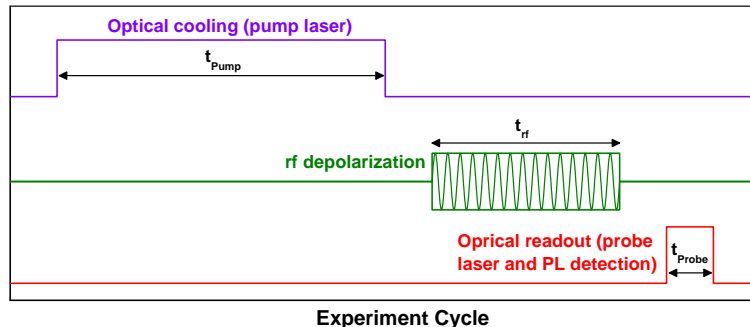 Optical cooling (pump laser)
tPump
trf
rf depolarization
Oprical readout (probe
laser and PL detection)
tProbe
Experiment Cycle